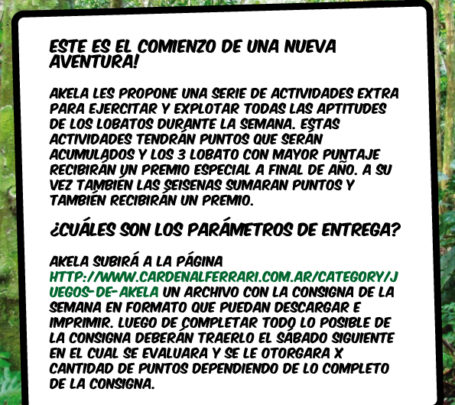 ESTE ES EL COMIENZO DE UNA NUEVA
AVENTURA!
AKELA LES PROPONE UNA SERIE DE ACTIVIDADES EXTRA
PARA EJERCITAR Y EXPLOTAR TODAS LAS APTITUDES
DE LOS LOBATOS DURANTE LA SEMANA. ESTAS
ACTIVIDADES TENDRÁN PUNTOS QUE SERÁN
ACUMULADOS Y LOS 3 LOBATO CON MAYOR PUNTAJE
RECIBIRÁN UN PREMIO ESPECIAL A FINAL DE AÑO. A SU
VEZ TAMBIÉN LAS SEISENAS SUMARAN PUNTOS Y
TAMBIÉN RECIBIRÁN UN PREMIO.
¿CUÁLES SON LOS PARÁMETROS DE ENTREGA?
AKELA SUBIRÁ A LA PÁGINA
HTTP://WWW.CARDENALFERRARI.COM.AR/CATEGORY/J
UEGOS-DE-AKELA UN ARCHIVO CON LA CONSIGNA DE LA
SEMANA EN FORMATO QUE PUEDAN DESCARGAR E
IMPRIMIR. LUEGO DE COMPLETAR TODO LO POSIBLE DE
LA CONSIGNA DEBERÁN TRAERLO EL SÁBADO SIGUIENTE
EN EL CUAL SE EVALUARA Y SE LE OTORGARA X
CANTIDAD DE PUNTOS DEPENDIENDO DE LO COMPLETO
DE LA CONSIGNA.